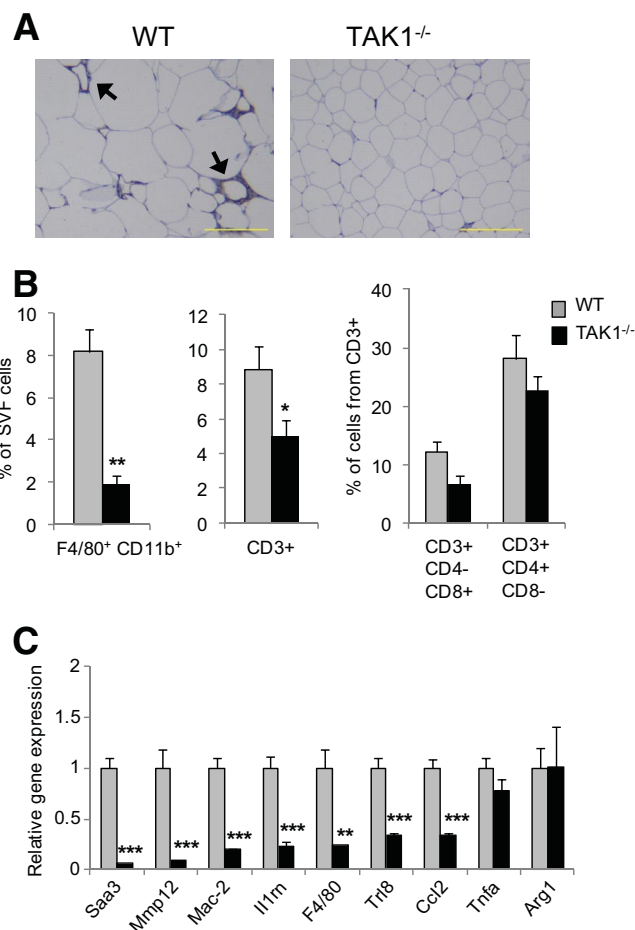 A
WT
TAK1-/-
B
% of SVF cells
10
8
6
4
2
0
**
F4/80+ CD11b+
12
10
8
6
4
2
0
*
CD3+
% of cells from CD3+
40
30
20
10
0
CD3+
CD4-
CD8+
CD3+
CD4+
CD8-
WT
TAK1-/-
C
Relative gene expression
2
1.5
1
0.5
0
***
***
***
***
**
***
***
Saa3
Mmp12
Mac-2
Il1rn
F4/80
Trl8
Ccl2
Tnfa
Arg1